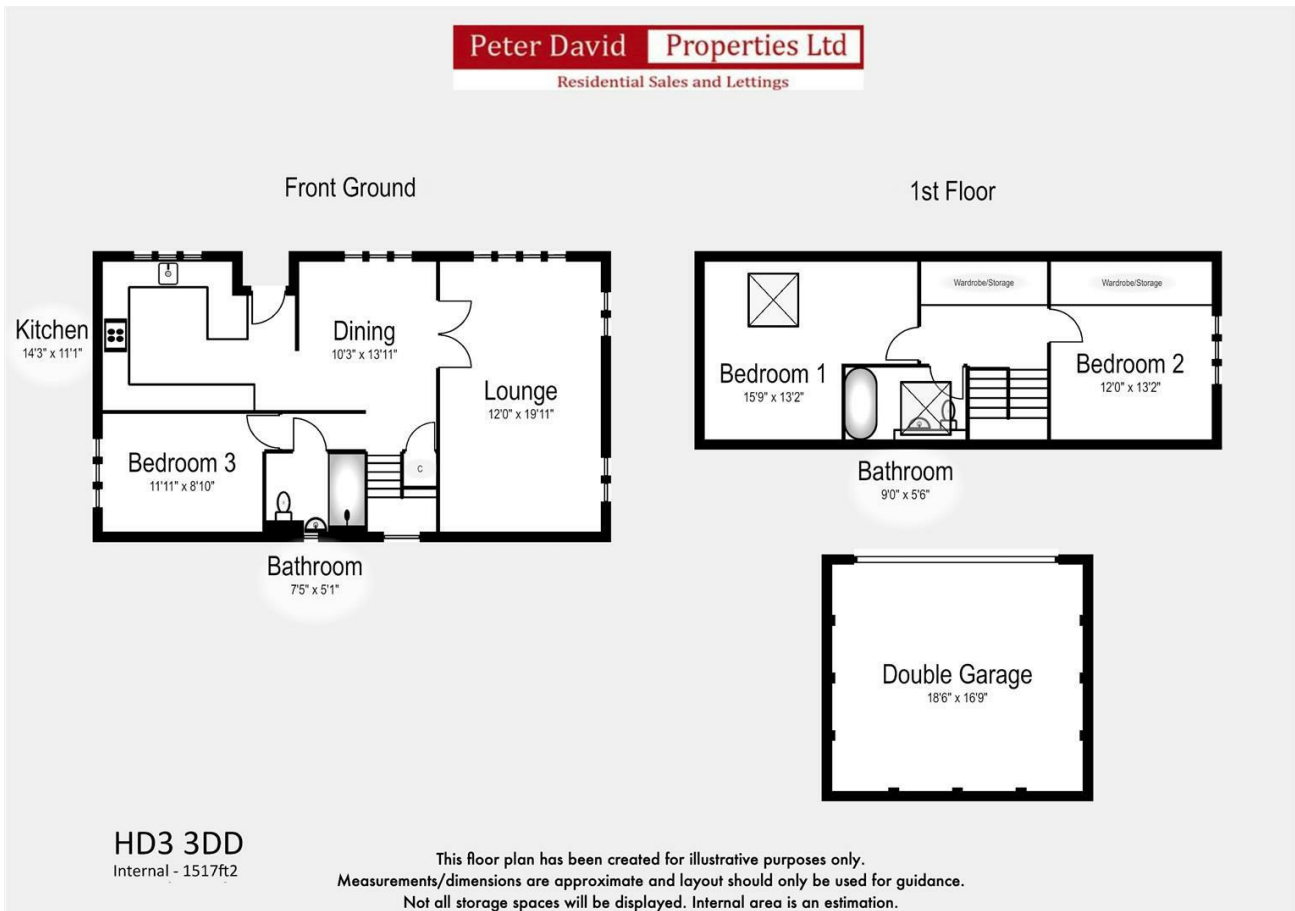 Peter David Properties Ltd
Residential Sales and Lettings
Front Ground
Kitchen
14'3" x 11'1"
Dining
10'3" x 13'11"
Lounge
12'0" x 19'11"
Bedroom 3
11'11" x 8'10"
C
Bathroom
7'5" x 5'1"
1st Floor
Wardrobe/Storage
Wardrobe/Storage
Bedroom 1
15'9" x 13'2"
Bedroom 2
12'0" x 13'2"
Bathroom
9'0" x 5'6"
Double Garage
18'6" x 16'9"
HD3 3DD
Internal - 1517ft2
This floor plan has been created for illustrative purposes only.
Measurements/dimensions are approximate and layout should only be used for guidance.
Not all storage spaces will be displayed. Internal area is an estimation.